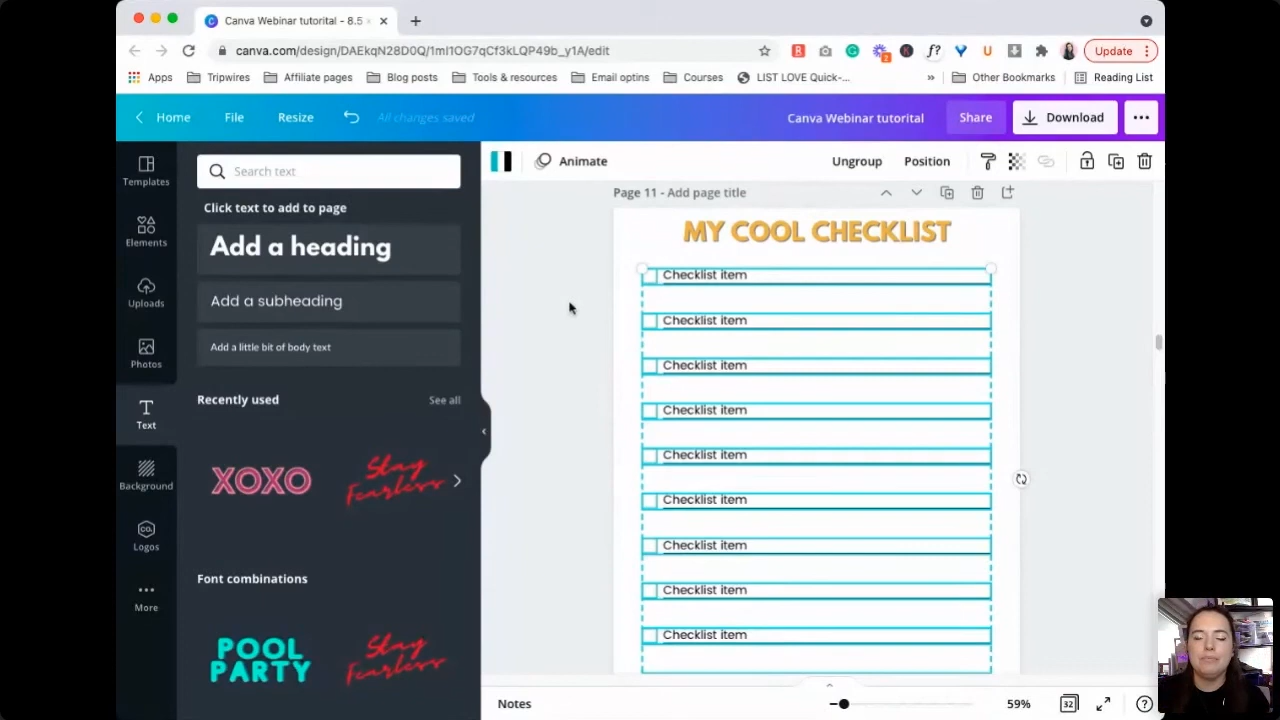 Canva Webinar tutorital - 8.5 ×
canva.com/design/DAEkqN28D0Q/1mI1OG7qCf3kLQP49b_y1A/edit
Update
Apps
Tripwires
Affiliate pages
Blog posts
Tools & resources
Email optins
Courses
LIST LOVE Quick-...
»
Other Bookmarks
Reading List
Home
File
Resize
All changes saved
Canva Webinar tutorital
Share
Download
Templates
Elements
Uploads
Photos
Text
Background
CO.
Logos
More
Search text
Click text to add to page
Add a heading
Add a subheading
Add a little bit of body text
Recently used
See all
XOXO
Stay
Fearless
Font combinations
POOL
PARTY
Stay
Fearless
Animate
Ungroup
Position
Page 11 - Add page title
MY COOL CHECKLIST
Checklist item
Checklist item
Checklist item
Checklist item
Checklist item
Checklist item
Checklist item
Checklist item
Checklist item
Notes
59%
32
?